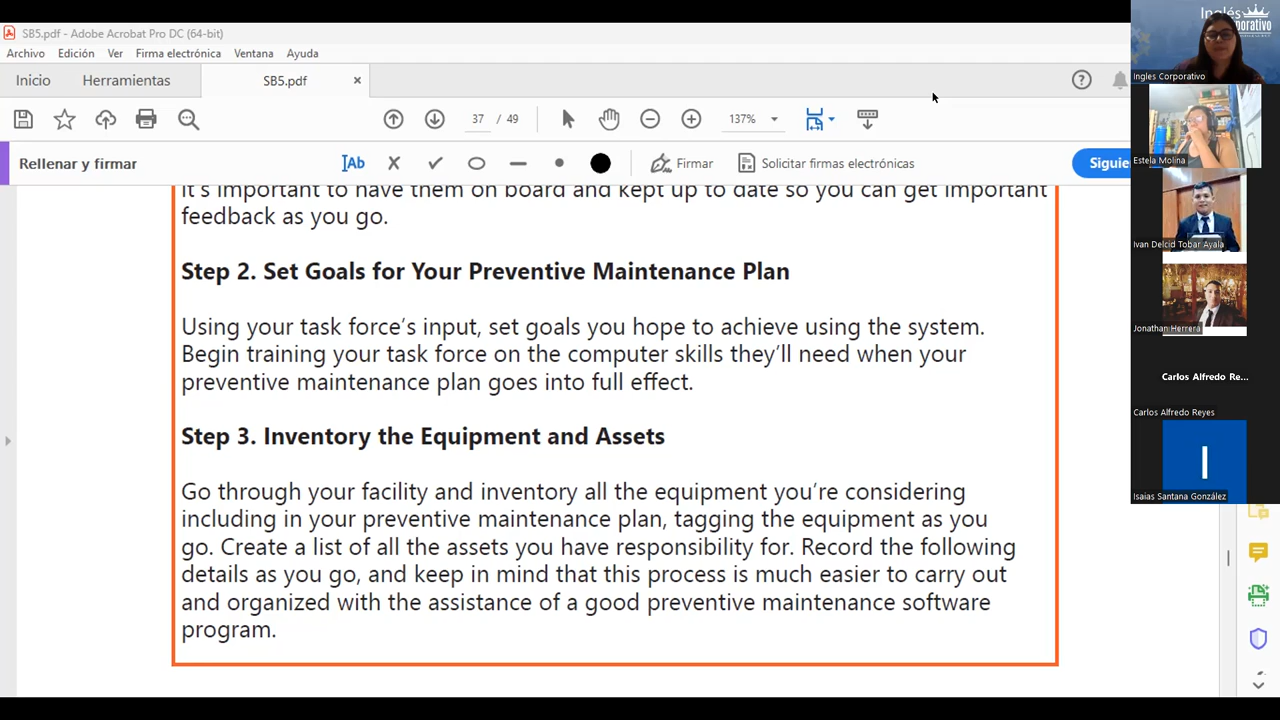 SB5.pdf - Adobe Acrobat Pro DC (64-bit)
Archivo Edición Ver Firma electrónica Ventana Ayuda
Inicio Herramientas SB5.pdf
37 / 49 137%
Rellenar y firmar Firmar Solicitar firmas electrónicas Siguie
It's important to have them on board and kept up to date so you can get important
feedback as you go.
Step 2. Set Goals for Your Preventive Maintenance Plan
Using your task force's input, set goals you hope to achieve using the system.
Begin training your task force on the computer skills they'll need when your
preventive maintenance plan goes into full effect.
Step 3. Inventory the Equipment and Assets
Go through your facility and inventory all the equipment you're considering
including in your preventive maintenance plan, tagging the equipment as you
go. Create a list of all the assets you have responsibility for. Record the following
details as you go, and keep in mind that this process is much easier to carry out
and organized with the assistance of a good preventive maintenance software
program.
Ingles Corporativo
Estela Molina
Ivan Delcid Tobar Ayala
Jonathan Herrera
Carlos Alfredo Re...
Carlos Alfredo Reyes
I
Isaias Santana González